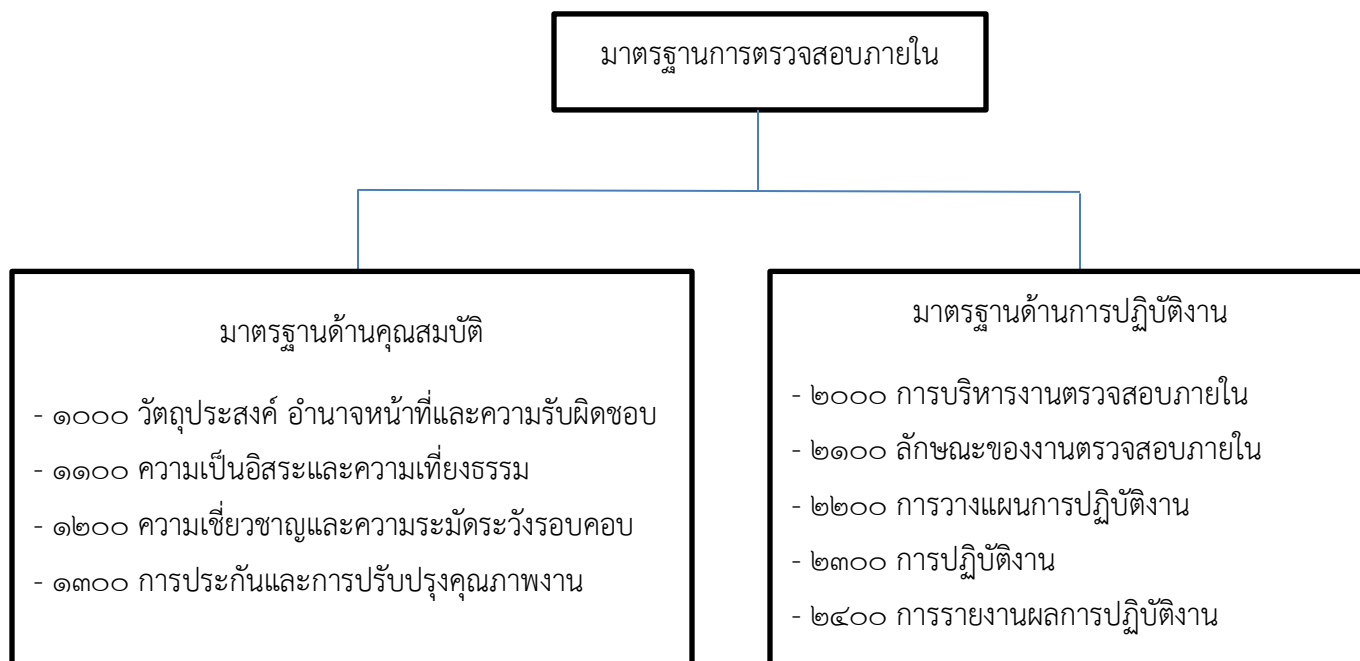 มาตรฐานการตรวจสอบภายใน
มาตรฐานด้านคุณสมบัติ
- ๑๐๐๐ วัตถุประสงค์ อำนาจหน้าที่และความรับผิดชอบ
- ๑๑๐๐ ความเป็นอิสระและความเที่ยงธรรม
- ๑๒๐๐ ความเชี่ยวชาญและความระมัดระวังรอบคอบ
- ๑๓๐๐ การประกันและการปรับปรุงคุณภาพงาน
มาตรฐานด้านการปฏิบัติงาน
- ๒๐๐๐ การบริหารงานตรวจสอบภายใน
- ๒๑๐๐ ลักษณะของงานตรวจสอบภายใน
- ๒๒๐๐ การวางแผนการปฏิบัติงาน
- ๒๓๐๐ การปฏิบัติงาน
- ๒๔๐๐ การรายงานผลการปฏิบัติงาน